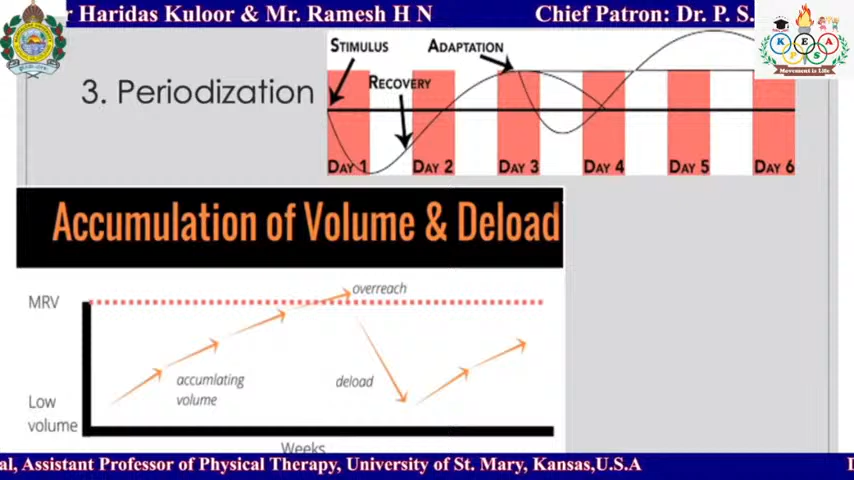 r Haridas Kuloor & Mr. Ramesh H N
Chief Patron: Dr. P. S.
K E A
P S
Movement is Life
3. Periodization
STIMULUS
ADAPTATION
RECOVERY
DAY 1 DAY 2 DAY 3 DAY 4 DAY 5 DAY 6
Accumulation of Volume & Deload
MRV
overreach
accumlating
volume
deload
Low
volume
Weeks
al, Assistant Professor of Physical Therapy, University of St. Mary, Kansas,U.S.A
D